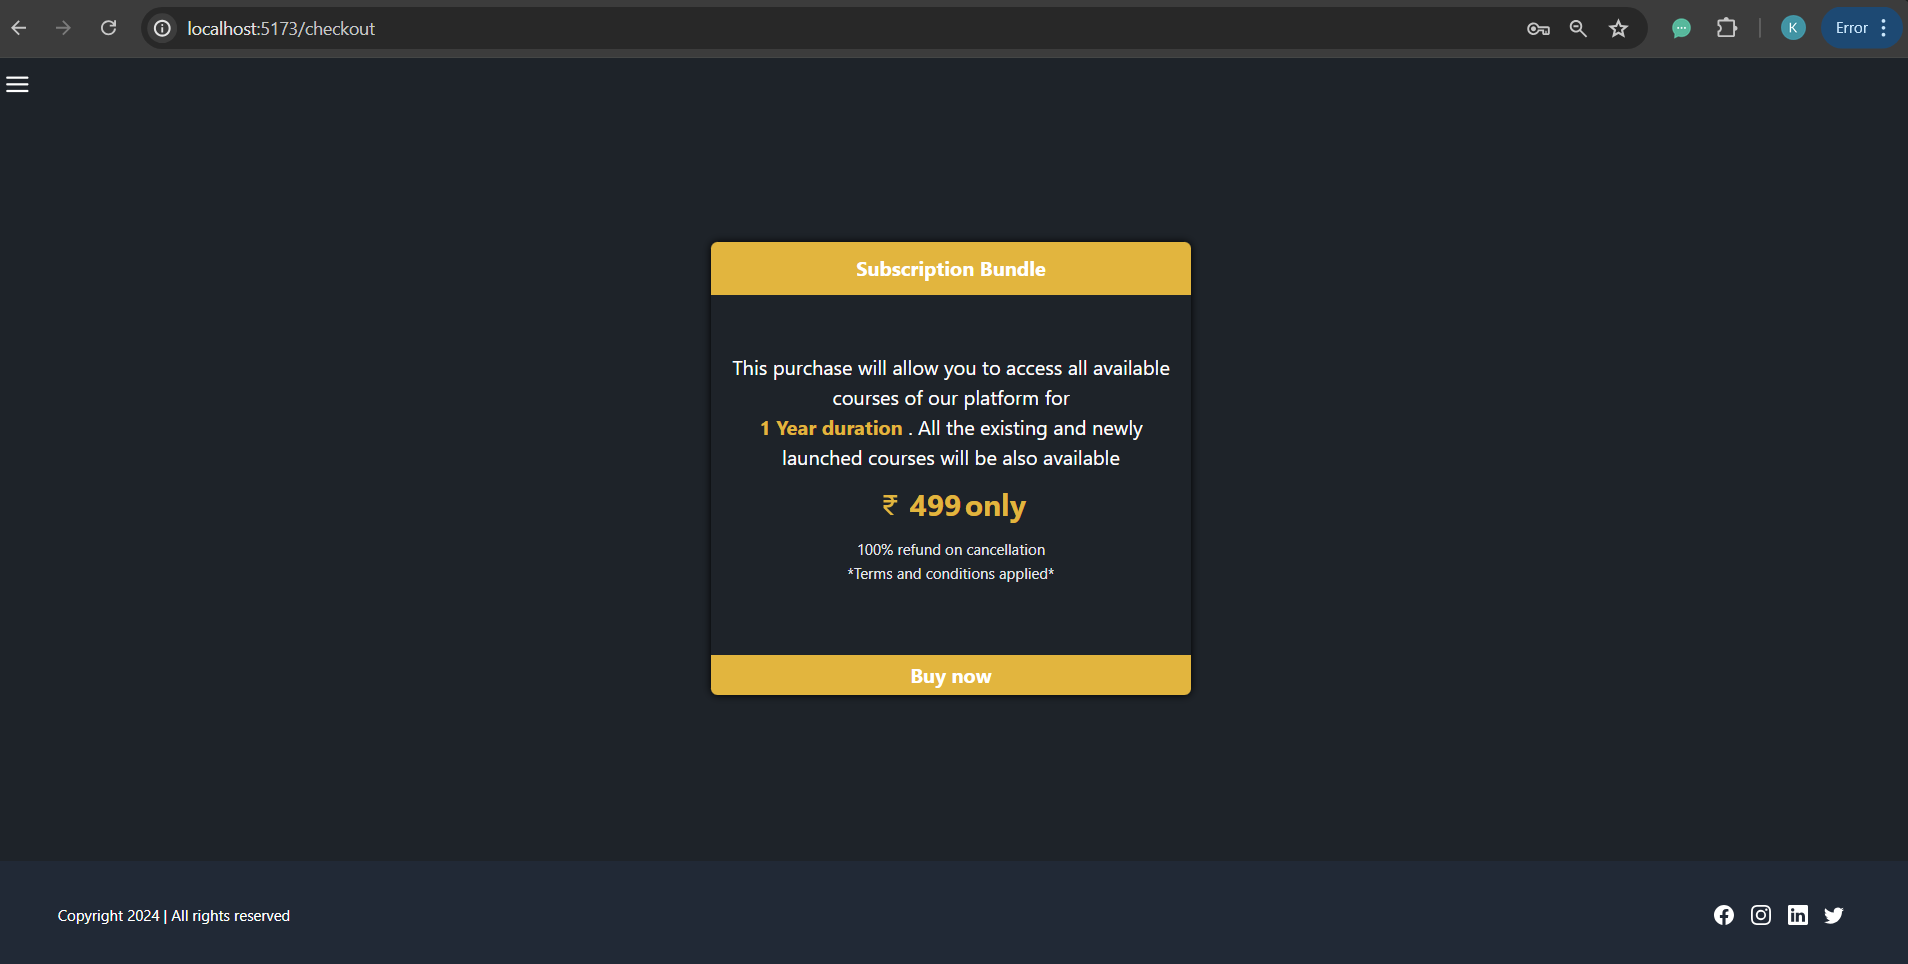 localhost:5173/checkout
K
Error
Subscription Bundle
This purchase will allow you to access all available
courses of our platform for
1 Year duration . All the existing and newly
launched courses will be also available
₹ 499 only
100% refund on cancellation
*Terms and conditions applied*
Buy now
Copyright 2024 | All rights reserved